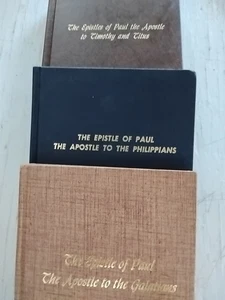 The Epistles of Paul the Apostle
to Timothy and Titus
THE EPISTLE OF PAUL
THE APOSTLE TO THE PHILIPPIANS
The Epistle of Paul
The Apostle to the Galatians